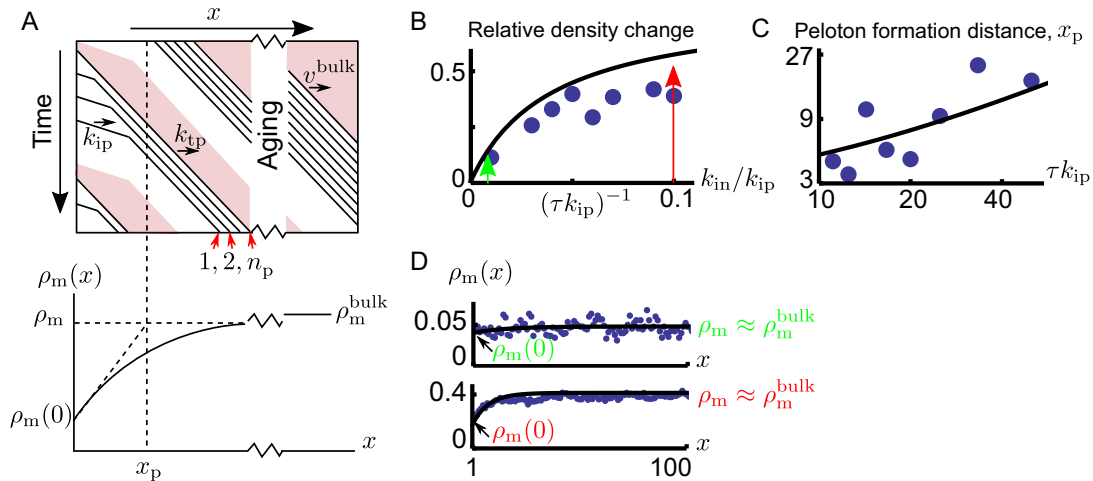 A
x
Time
k_ip
k_tp
v^bulk
Aging
1, 2, n_p
ρ_m(x)
ρ_m
ρ_m(0)
ρ_m^bulk
x
x_p
B
Relative density change
0.5
0
(τk_ip)^−1
0.1
k_in/k_ip
C
Peloton formation distance, x_p
27
9
3
10
20
40
τk_ip
D
ρ_m(x)
0.05
0
ρ_m(0)
x
ρ_m ≈ ρ_m^bulk
0.4
0
ρ_m(0)
x
ρ_m ≈ ρ_m^bulk
1
100